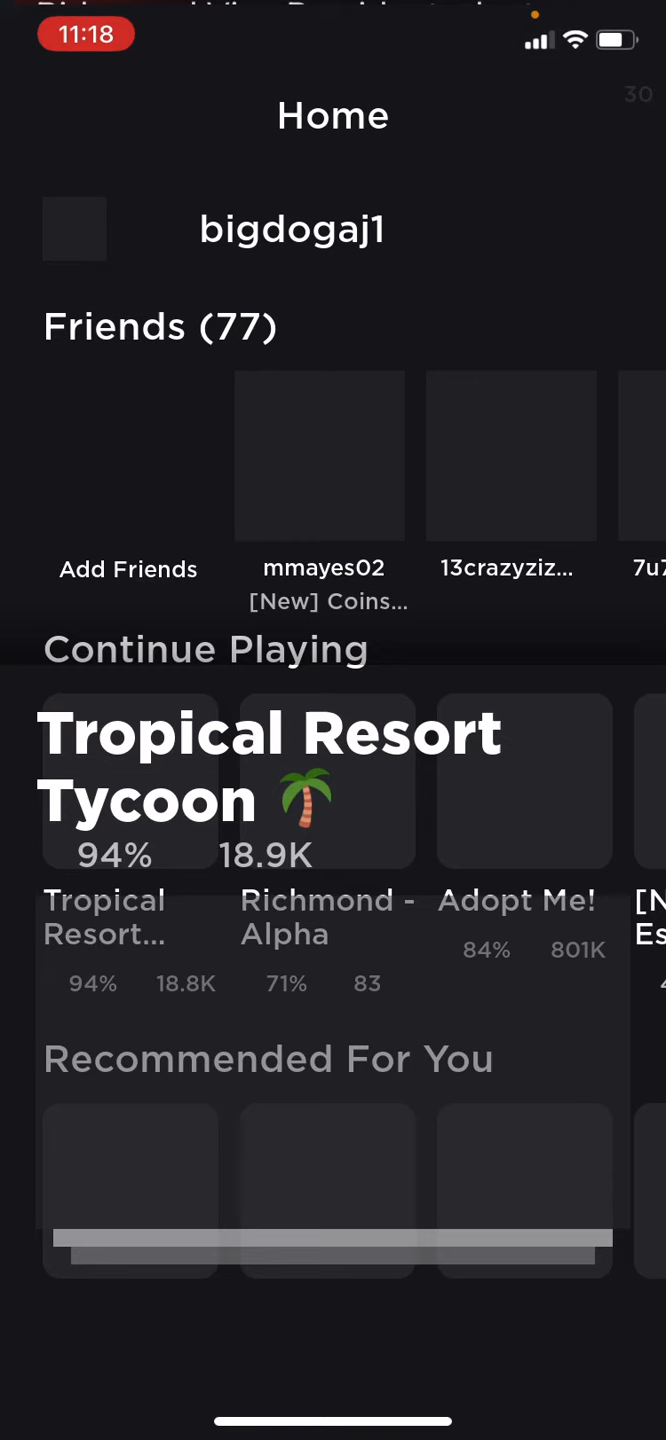 11:18
Home
30
bigdogaj1
Friends (77)
Add Friends
mmayes02
13crazyziz...
[New] Coins...
Continue Playing
Tropical Resort
Tycoon 🌴
94% 18.9K
Tropical
Resort...
94% 18.8K
Richmond -
Alpha
71% 83
Adopt Me!
84% 801K
[N
Es
Recommended For You